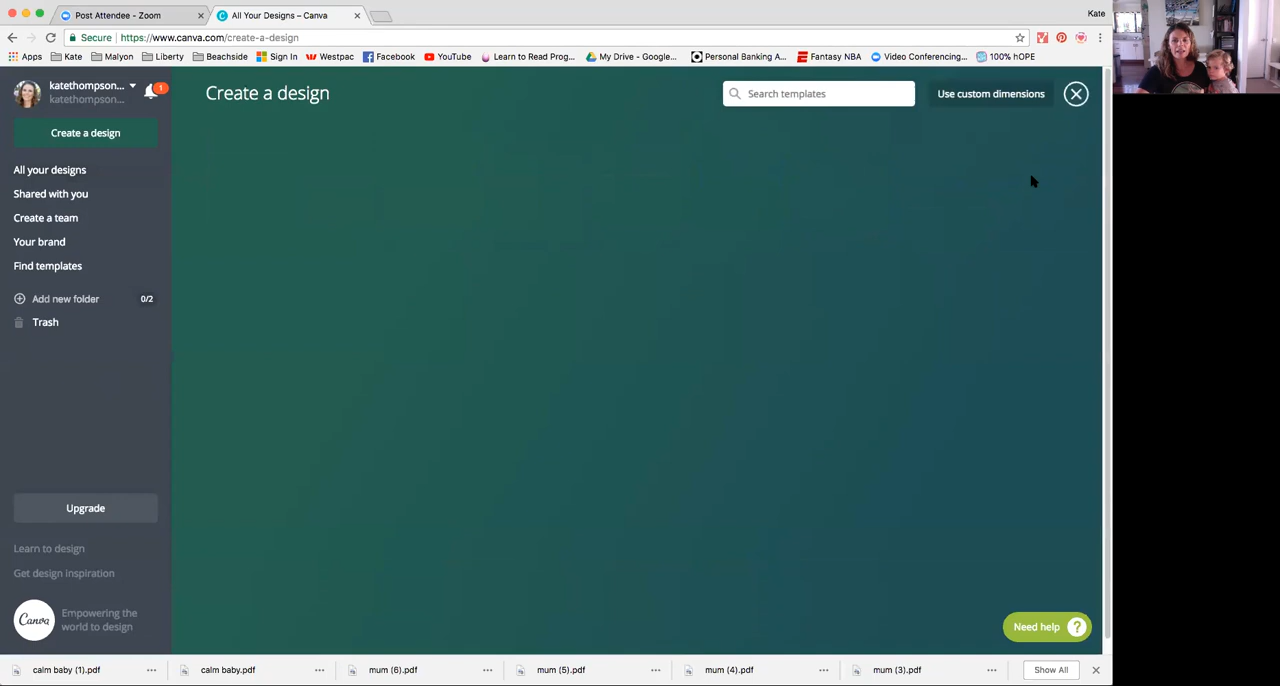 Post Attendee - Zoom
All Your Designs – Canva
Kate
Secure
https://www.canva.com/create-a-design
Apps
Kate
Malyon
Liberty
Beachside
Sign In
Westpac
Facebook
YouTube
Learn to Read Prog...
My Drive - Google...
Personal Banking A...
Fantasy NBA
Video Conferencing...
100% hOPE
katethompson...
katethompson...
1
Create a design
Search templates
Use custom dimensions
Create a design
All your designs
Shared with you
Create a team
Your brand
Find templates
Add new folder
0/2
Trash
Upgrade
Learn to design
Get design inspiration
Canva
Empowering the
world to design
Need help ?
calm baby (1).pdf
calm baby.pdf
mum (6).pdf
mum (5).pdf
mum (4).pdf
mum (3).pdf
Show All